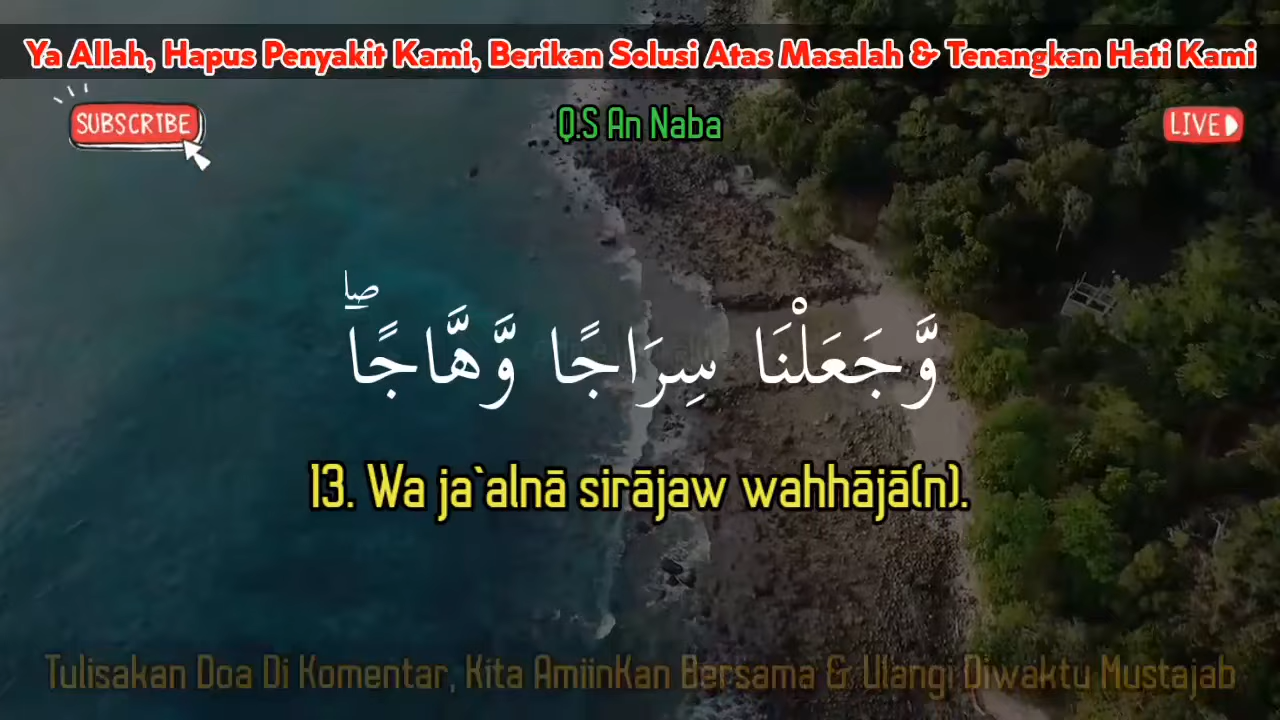 Ya Allah, Hapus Penyakit Kami, Berikan Solusi Atas Masalah & Tenangkan Hati Kami
SUBSCRIBE
Q.S An Naba
LIVE
وَّجَعَلْنَا سِرَاجًا وَّهَّاجًاۖ
13. Wa ja`alnā sirājaw wahhājā(n).
Tulisakan Doa Di Komentar, Kita AmiinKan Bersama & Ulangi Diwaktu Mustajab